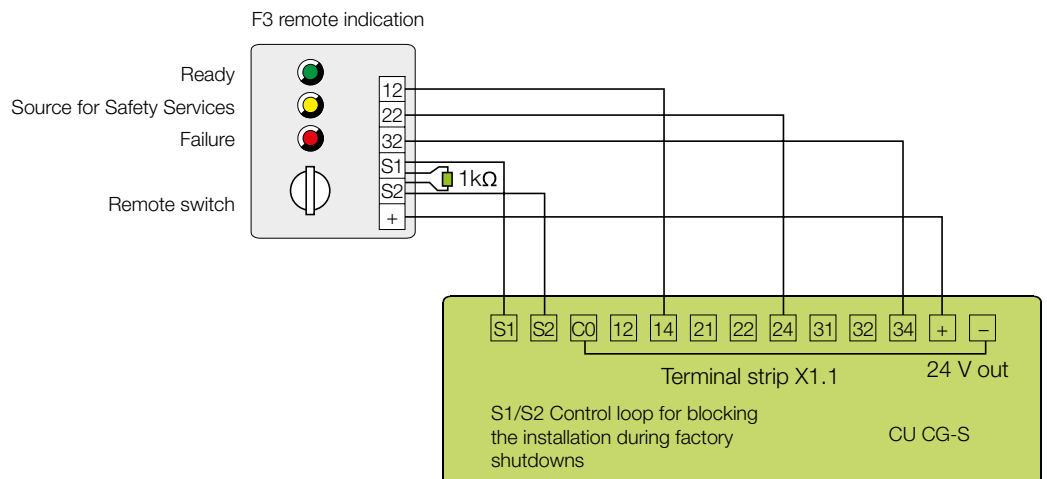 F3 remote indication
Ready
Source for Safety Services
Failure
Remote switch
12
22
32
S1
S2
+
1kΩ
S1 S2 C0 12 14 21 22 24 31 32 34 + −
Terminal strip X1.1
24 V out
S1/S2 Control loop for blocking
the installation during factory
shutdowns
CU CG-S